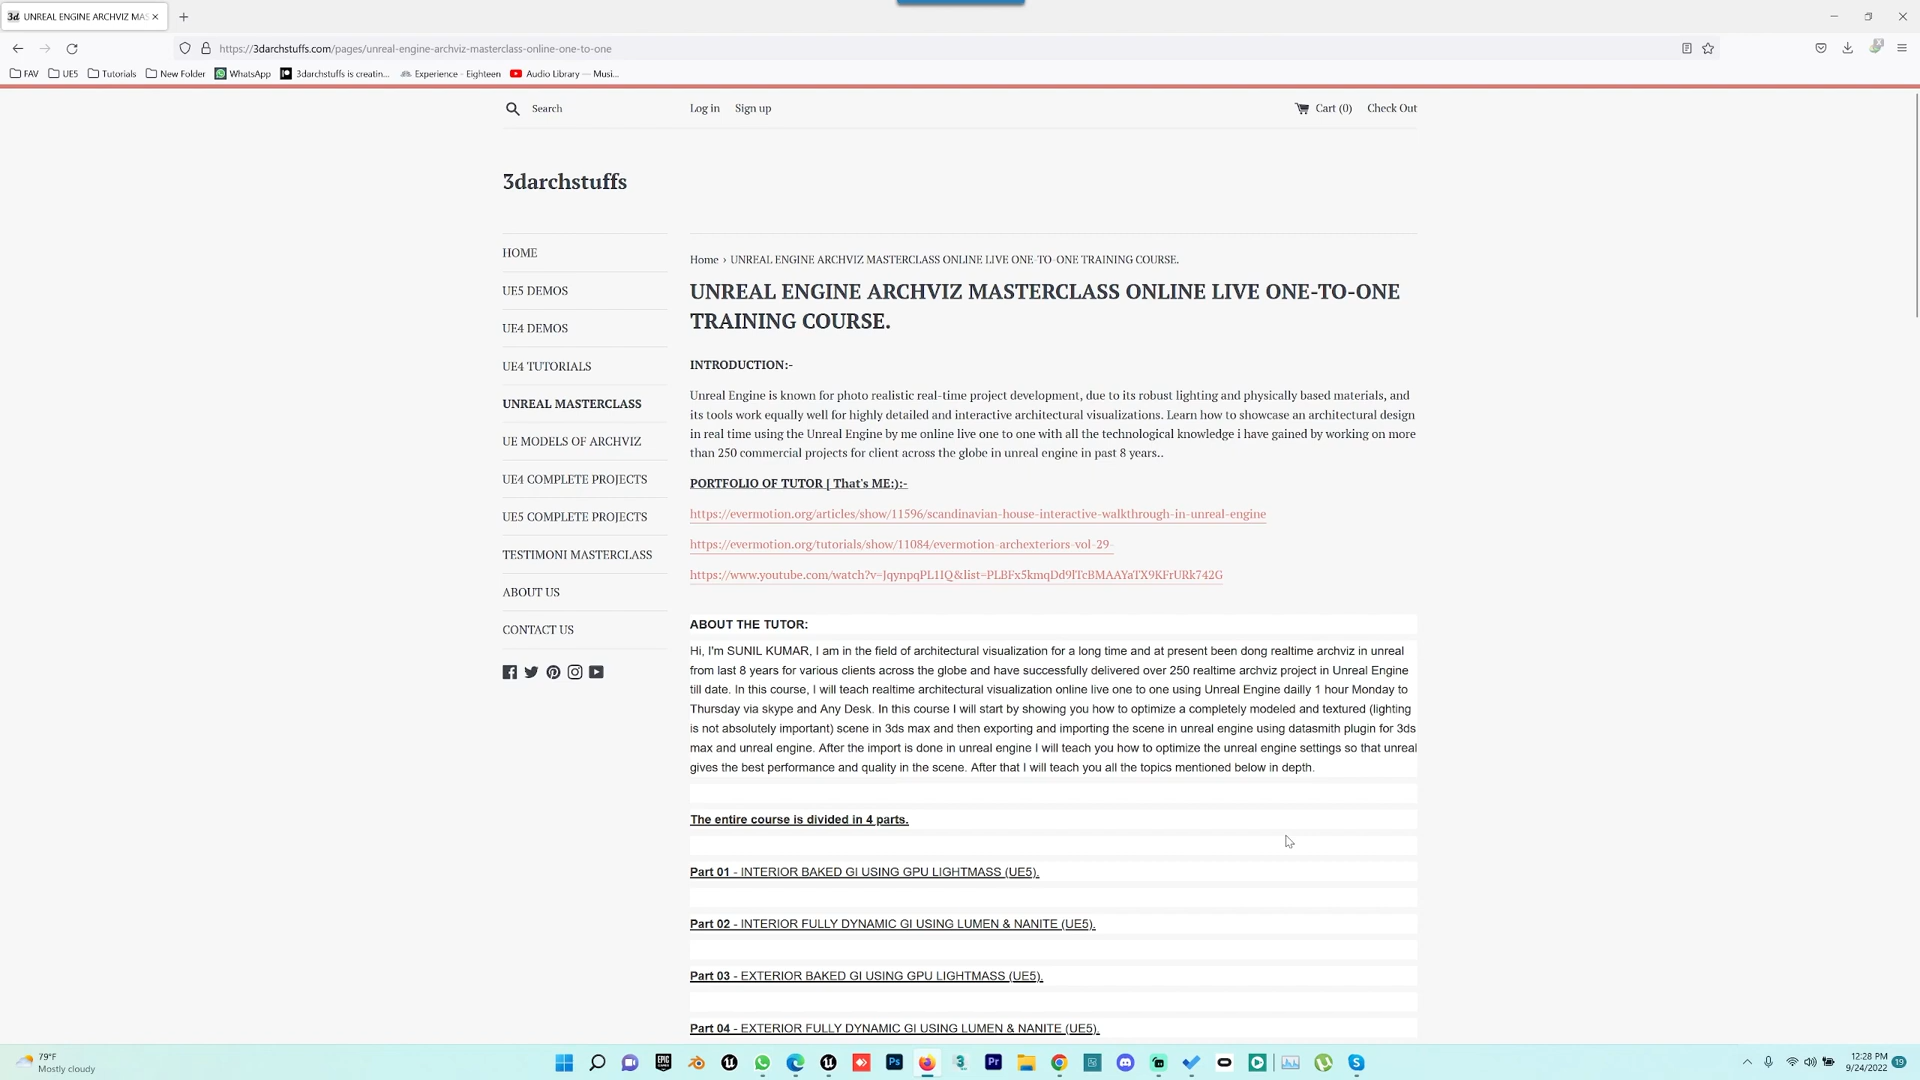 3d UNREAL ENGINE ARCHVIZ MAS
https://3darchstuffs.com/pages/unreal-engine-archviz-masterclass-online-one-to-one
FAV UE5 Tutorials New Folder WhatsApp 3darchstuffs is creatin... Experience - Eighteen Audio Library — Musi...
Search Log in Sign up Cart (0) Check Out
3darchstuffs
HOME
UE5 DEMOS
UE4 DEMOS
UE4 TUTORIALS
UNREAL MASTERCLASS
UE MODELS OF ARCHVIZ
UE4 COMPLETE PROJECTS
UE5 COMPLETE PROJECTS
TESTIMONI MASTERCLASS
ABOUT US
CONTACT US
Home › UNREAL ENGINE ARCHVIZ MASTERCLASS ONLINE LIVE ONE-TO-ONE TRAINING COURSE.
UNREAL ENGINE ARCHVIZ MASTERCLASS ONLINE LIVE ONE-TO-ONE
TRAINING COURSE.
INTRODUCTION:-
Unreal Engine is known for photo realistic real-time project development, due to its robust lighting and physically based materials, and
its tools work equally well for highly detailed and interactive architectural visualizations. Learn how to showcase an architectural design
in real time using the Unreal Engine by me online live one to one with all the technological knowledge i have gained by working on more
than 250 commercial projects for client across the globe in unreal engine in past 8 years..
PORTFOLIO OF TUTOR | That's ME:):-
https://evermotion.org/articles/show/11596/scandinavian-house-interactive-walkthrough-in-unreal-engine
https://evermotion.org/tutorials/show/11084/evermotion-archexteriors-vol-29-
https://www.youtube.com/watch?v=JqynpqPL1IQ&list=PLBFx5kmqDd9lTcBMAAYaTX9KFrURk742G
ABOUT THE TUTOR:
Hi, I'm SUNIL KUMAR, I am in the field of architectural visualization for a long time and at present been dong realtime archviz in unreal
from last 8 years for various clients across the globe and have successfully delivered over 250 realtime archviz project in Unreal Engine
till date. In this course, I will teach realtime architectural visualization online live one to one using Unreal Engine dailly 1 hour Monday to
Thursday via skype and Any Desk. In this course I will start by showing you how to optimize a completely modeled and textured (lighting
is not absolutely important) scene in 3ds max and then exporting and importing the scene in unreal engine using datasmith plugin for 3ds
max and unreal engine. After the import is done in unreal engine I will teach you how to optimize the unreal engine settings so that unreal
gives the best performance and quality in the scene. After that I will teach you all the topics mentioned below in depth.
The entire course is divided in 4 parts.
Part 01 - INTERIOR BAKED GI USING GPU LIGHTMASS (UE5).
Part 02 - INTERIOR FULLY DYNAMIC GI USING LUMEN & NANITE (UE5).
Part 03 - EXTERIOR BAKED GI USING GPU LIGHTMASS (UE5).
Part 04 - EXTERIOR FULLY DYNAMIC GI USING LUMEN & NANITE (UE5).
79°F
Mostly cloudy
12:28 PM
9/24/2022
19